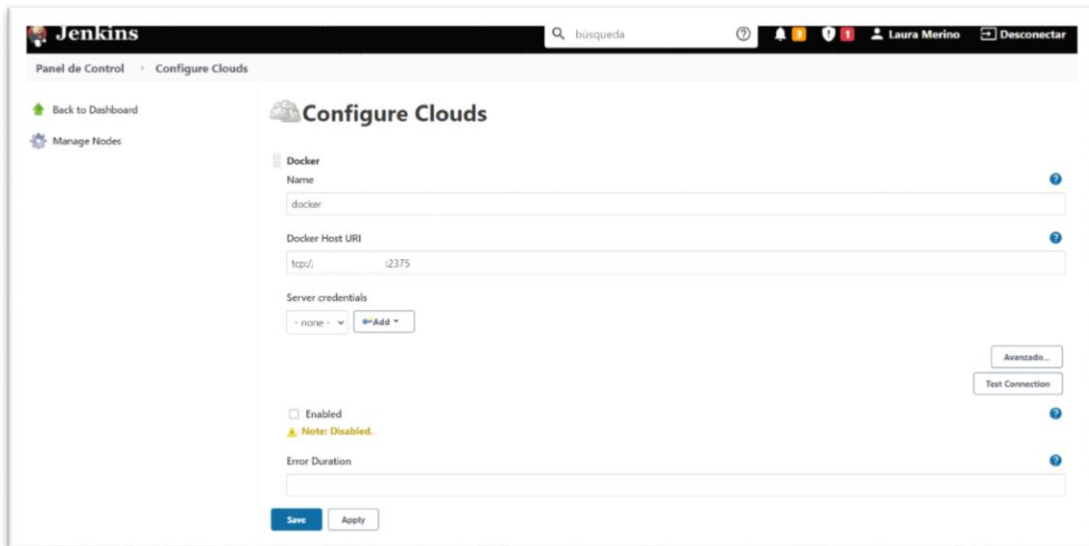 Jenkins
búsqueda
3
1
Laura Merino
Desconectar
Panel de Control
Configure Clouds
Back to Dashboard
Manage Nodes
Configure Clouds
Docker
Name
docker
Docker Host URI
tcp:// :2375
Server credentials
- none -
Add
Avanzado...
Test Connection
Enabled
Note: Disabled.
Error Duration
Save
Apply